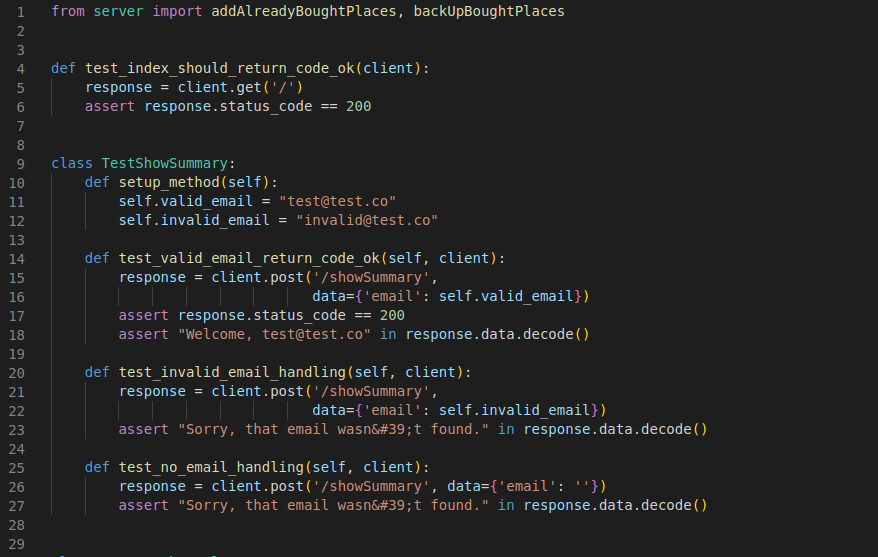 1 from server import addAlreadyBoughtPlaces, backUpBoughtPlaces
2
3
4 def test_index_should_return_code_ok(client):
5     response = client.get('/')
6     assert response.status_code == 200
7
8
9 class TestShowSummary:
10     def setup_method(self):
11         self.valid_email = "test@test.co"
12         self.invalid_email = "invalid@test.co"
13
14     def test_valid_email_return_code_ok(self, client):
15         response = client.post('/showSummary',
16                                data={'email': self.valid_email})
17         assert response.status_code == 200
18         assert "Welcome, test@test.co" in response.data.decode()
19
20     def test_invalid_email_handling(self, client):
21         response = client.post('/showSummary',
22                                data={'email': self.invalid_email})
23         assert "Sorry, that email wasn&#39;t found." in response.data.decode()
24
25     def test_no_email_handling(self, client):
26         response = client.post('/showSummary', data={'email': ''})
27         assert "Sorry, that email wasn&#39;t found." in response.data.decode()
28
29